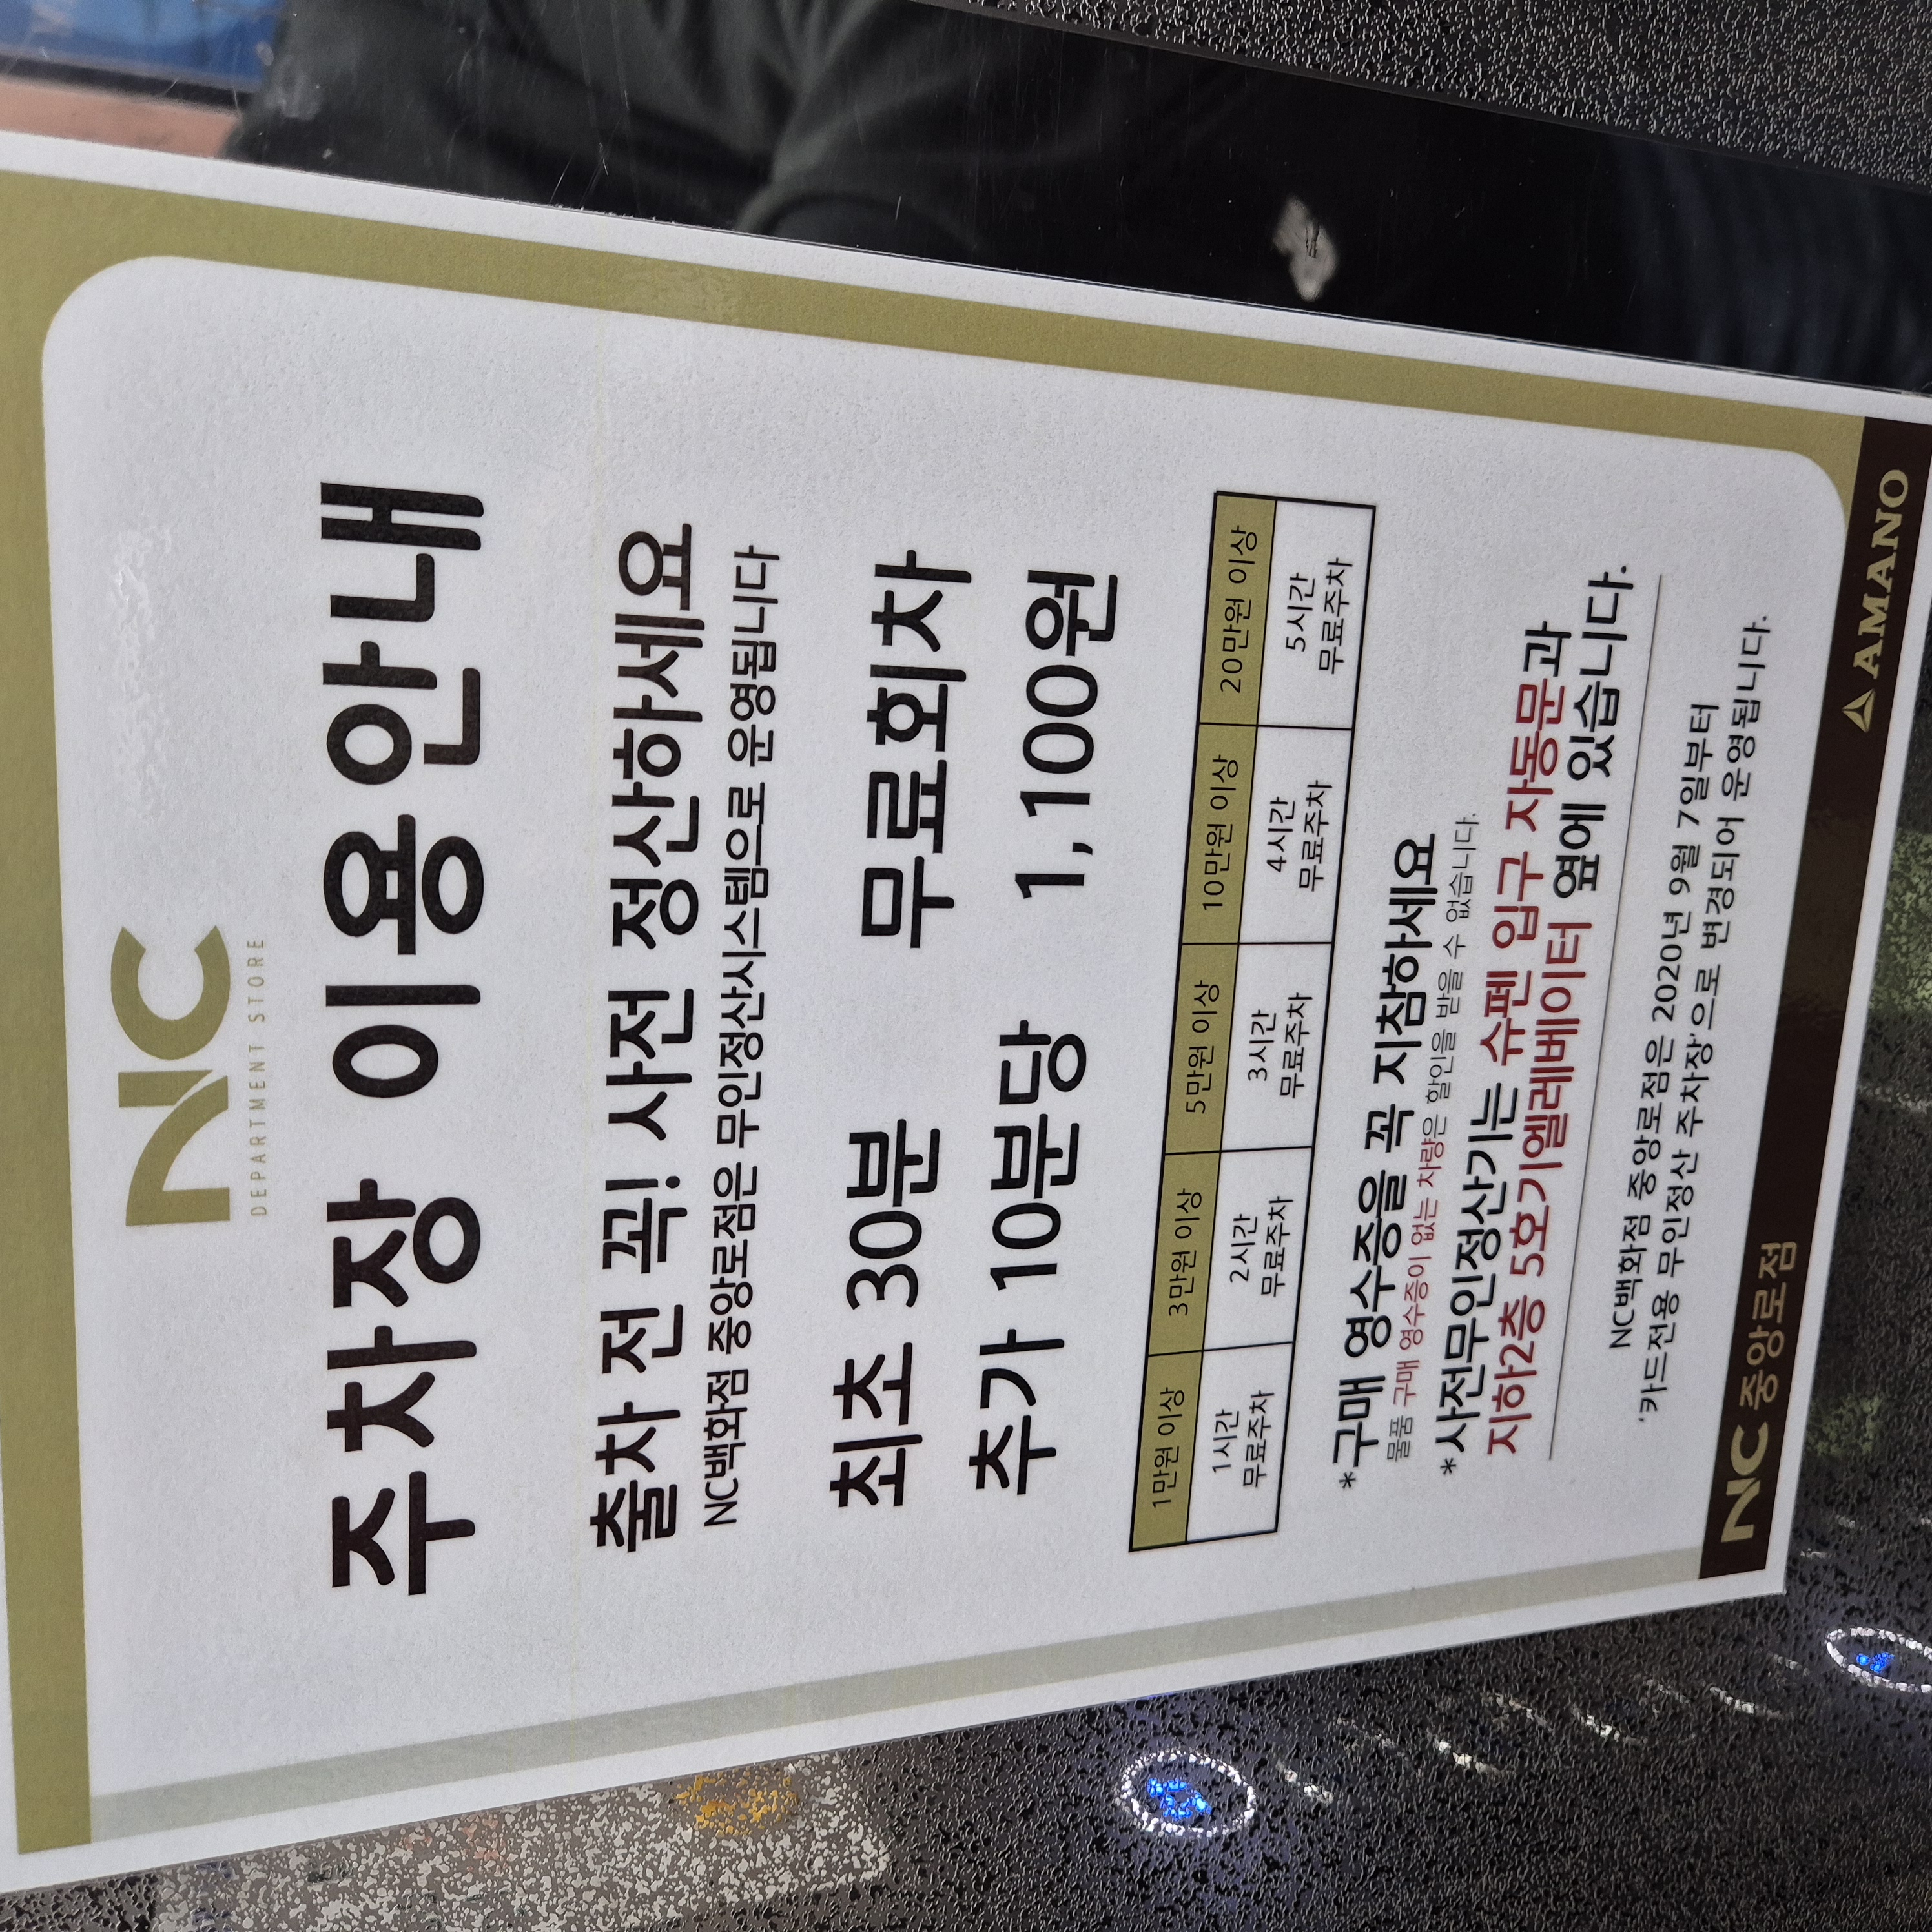 NC
DEPARTMENT STORE
주차장 이용안내
출차 전 꼭! 사전 정산하세요
NC백화점 중앙로점은 무인정산시스템으로 운영됩니다
최초 30분 무료회차
추가 10분당 1,100원
1만원 이상 3만원 이상 5만원 이상 10만원 이상 20만원 이상
1시간 2시간 3시간 4시간 5시간
무료주차 무료주차 무료주차 무료주차 무료주차
*구매 영수증을 꼭 지참하세요
물품 구매 영수증이 없는 차량은 할인을 받을 수 없습니다.
*사전무인정산기는 슈펜 입구 자동문과
지하2층 5호기엘레베이터 옆에 있습니다.
NC백화점 중앙로점은 2020년 9월 7일부터
'카드전용 무인정산 주차장'으로 변경되어 운영됩니다.
NC 중앙로점 AMANO